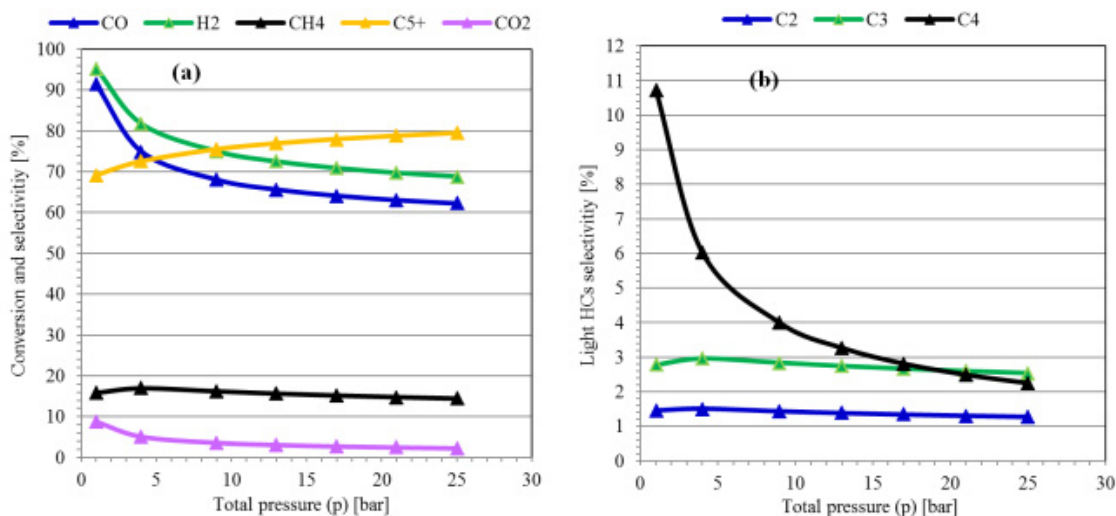 CO H2 CH4 C5+ CO2
(a)
Conversion and selectivitiy [%]
100
90
80
70
60
50
40
30
20
10
0
0 5 10 15 20 25 30
Total pressure (p) [bar]
C2 C3 C4
(b)
Light HCs selectivitiy [%]
12
11
10
9
8
7
6
5
4
3
2
1
0
0 5 10 15 20 25 30
Total pressure (p) [bar]